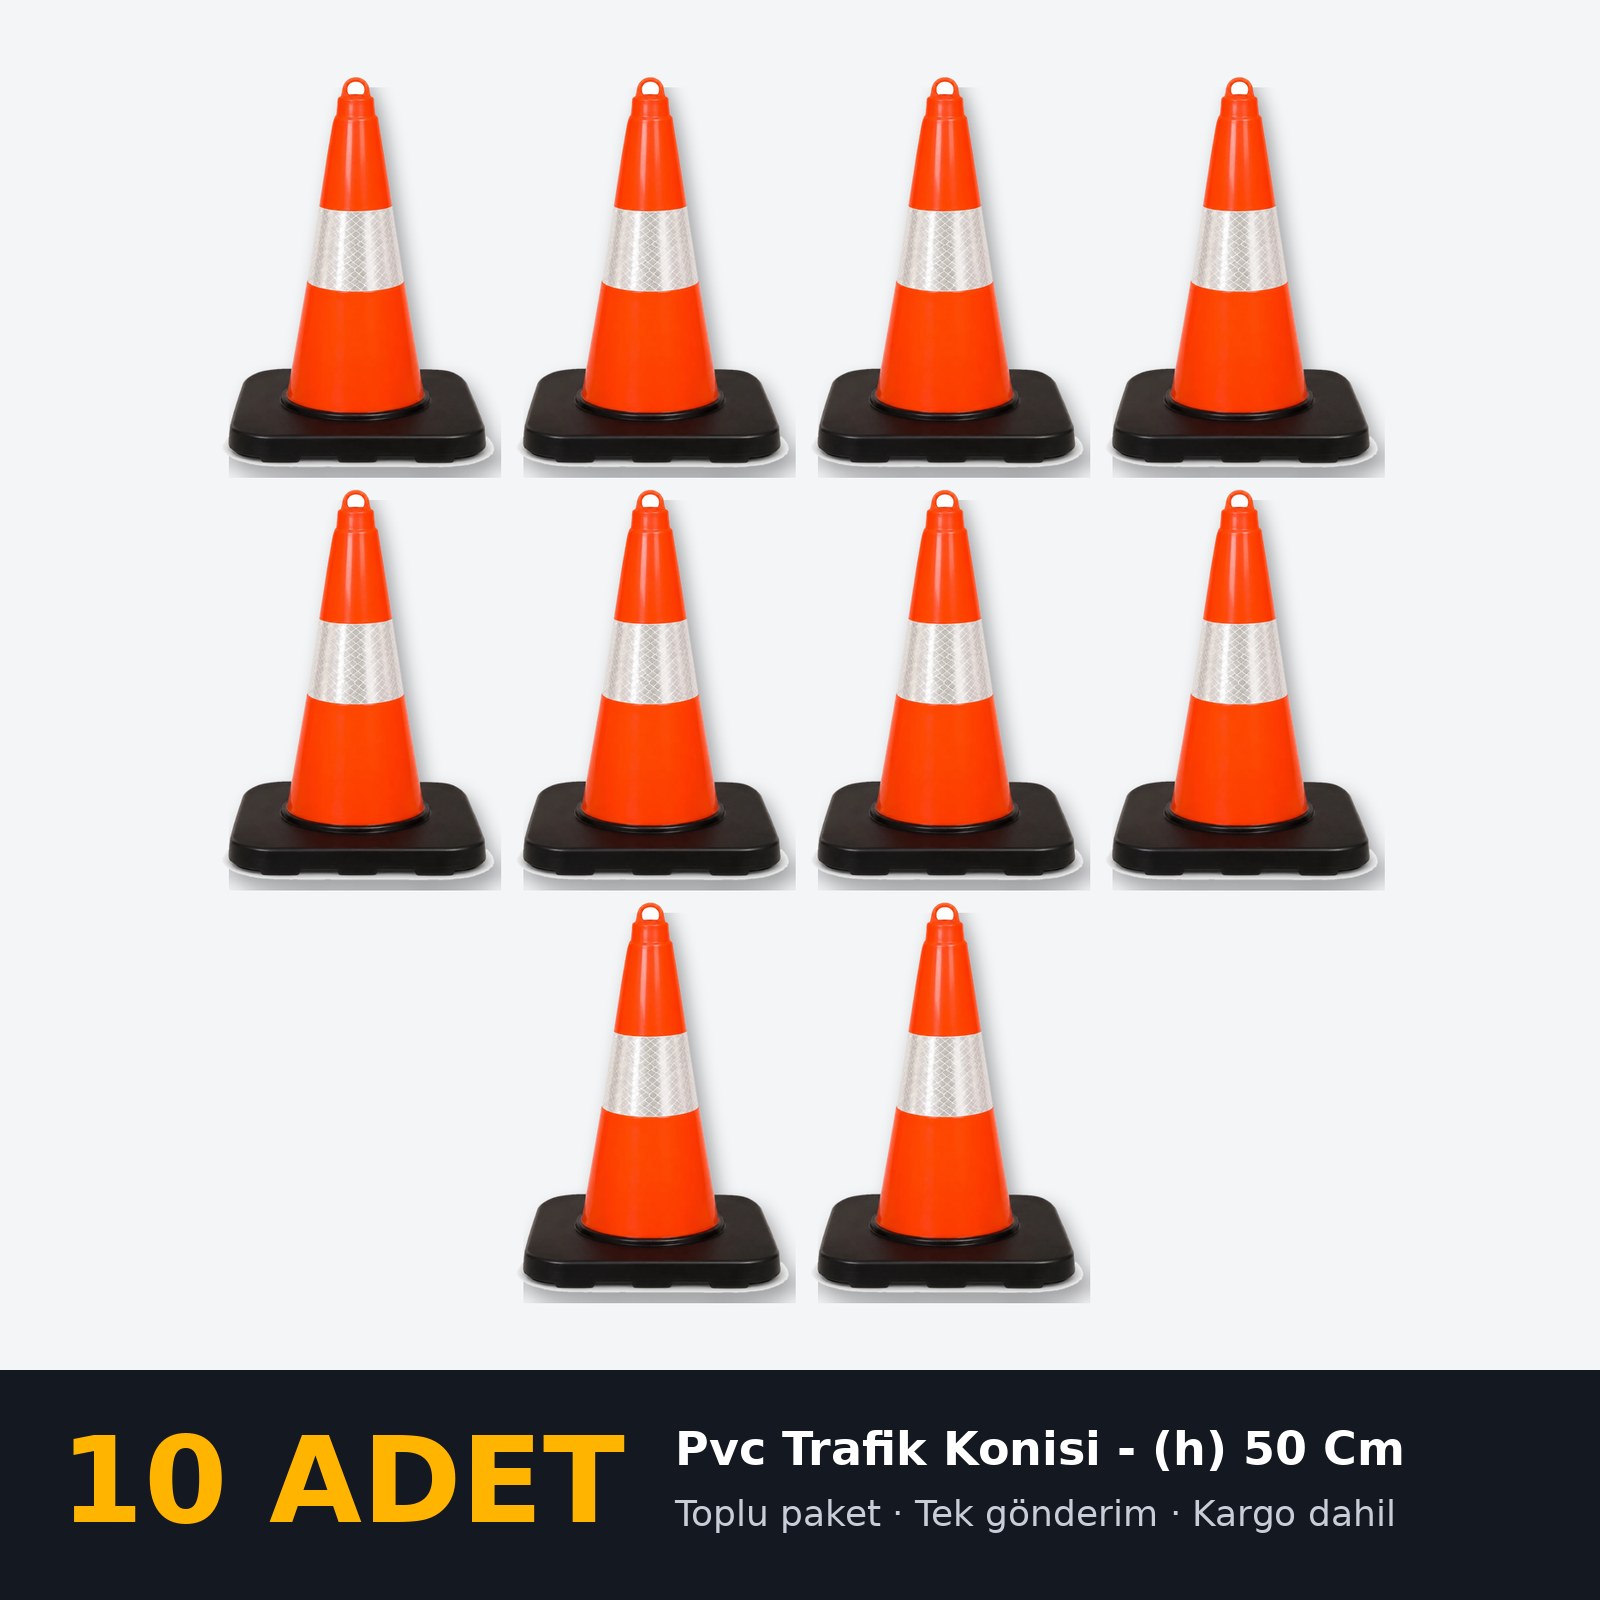 10 ADET
Pvc Trafik Konisi - (h) 50 Cm
Toplu paket · Tek gönderim · Kargo dahil